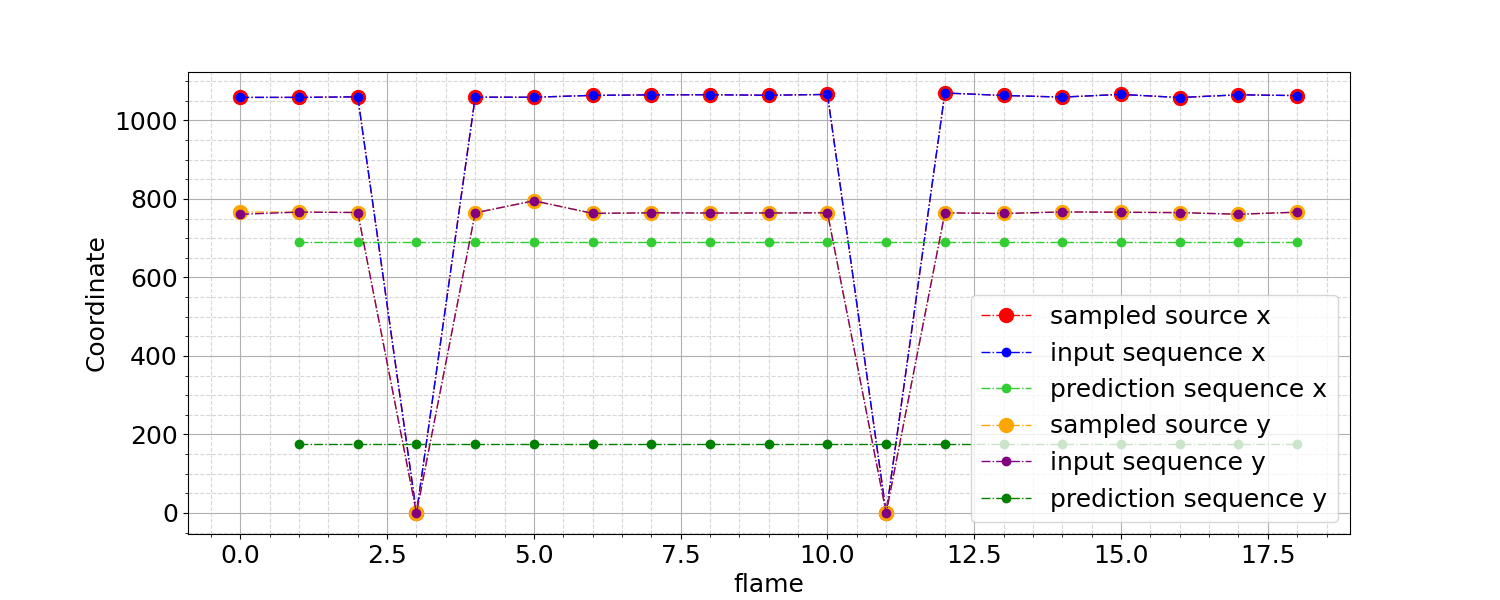 1000
800
600
400
200
0
Coordinate
0.0 2.5 5.0 7.5 10.0 12.5 15.0 17.5
flame
sampled source x
input sequence x
prediction sequence x
sampled source y
input sequence y
prediction sequence y